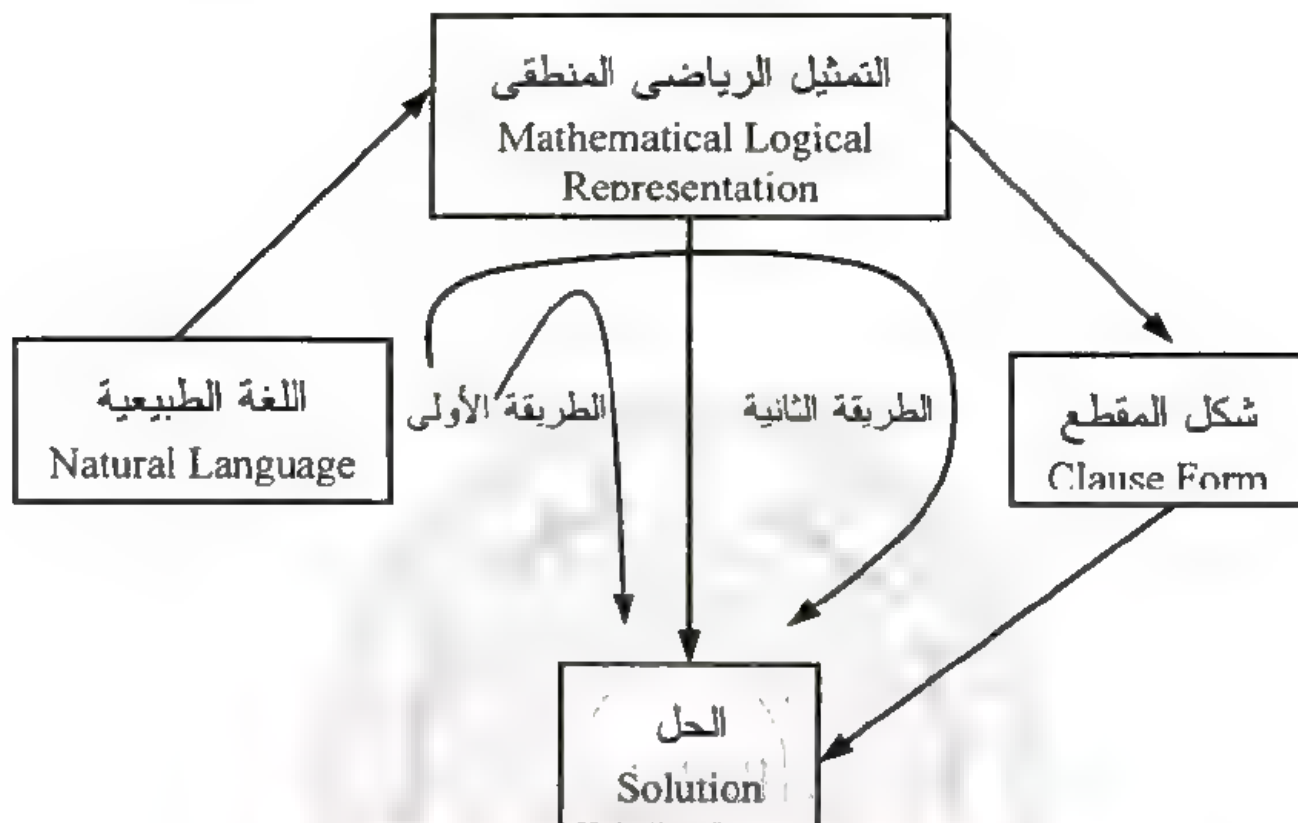 التمثيل الرياضى المنطقى
Mathematical Logical
Representation
اللغة الطبيعية
Natural Language
الطريقة الأولى
الطريقة الثانية
شكل المقطع
Clause Form
الحل
Solution